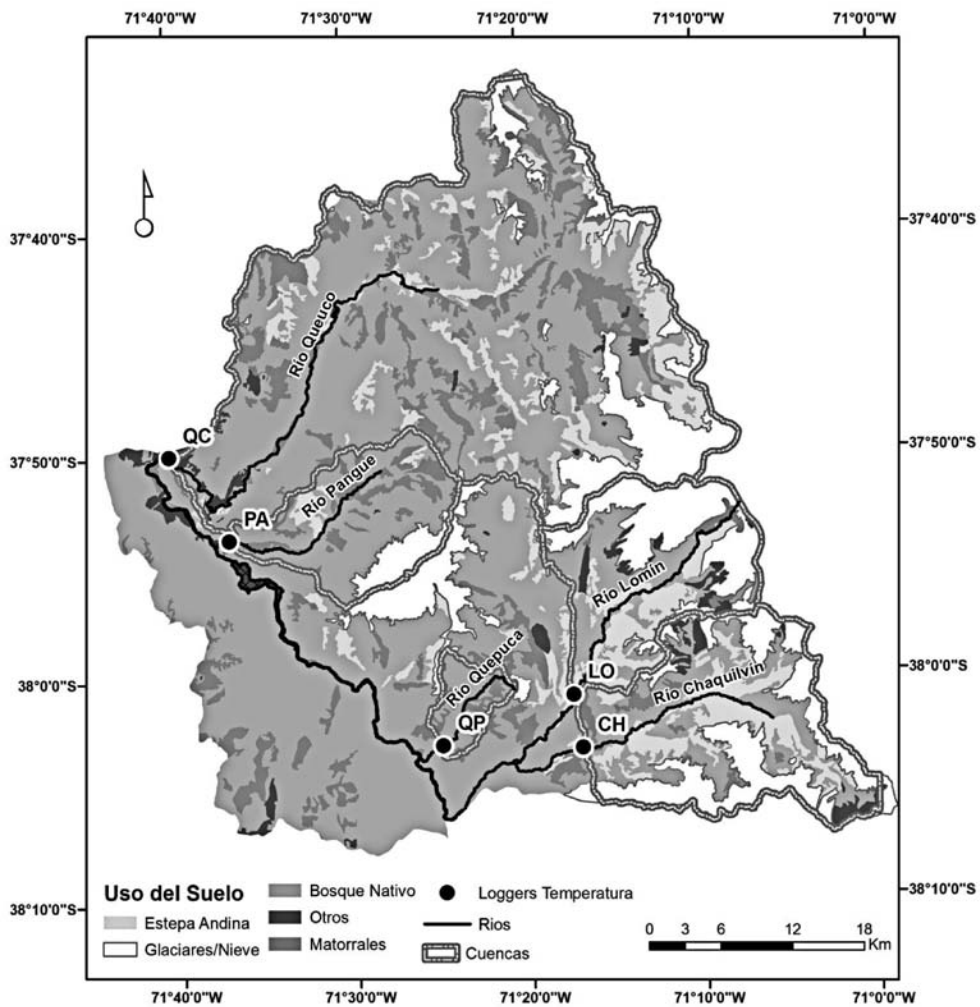 71°40'0"W 71°30'0"W 71°20'0"W 71°10'0"W 71°0'0"W
37°40'0"S 37°40'0"S
Río Queuco
QC
37°50'0"S 37°50'0"S
Río Pangue
PA
Río Lomín
38°0'0"S 38°0'0"S
Río Quepuca
LO
Río Chaquilvín
QP
CH
Uso del Suelo
Estepa Andina
Glaciares/Nieve
Bosque Nativo
Otros
Matorrales
Loggers Temperatura
Rios
Cuencas
38°10'0"S 38°10'0"S
0 3 6 12 18
Km
71°40'0"W 71°30'0"W 71°20'0"W 71°10'0"W 71°0'0"W